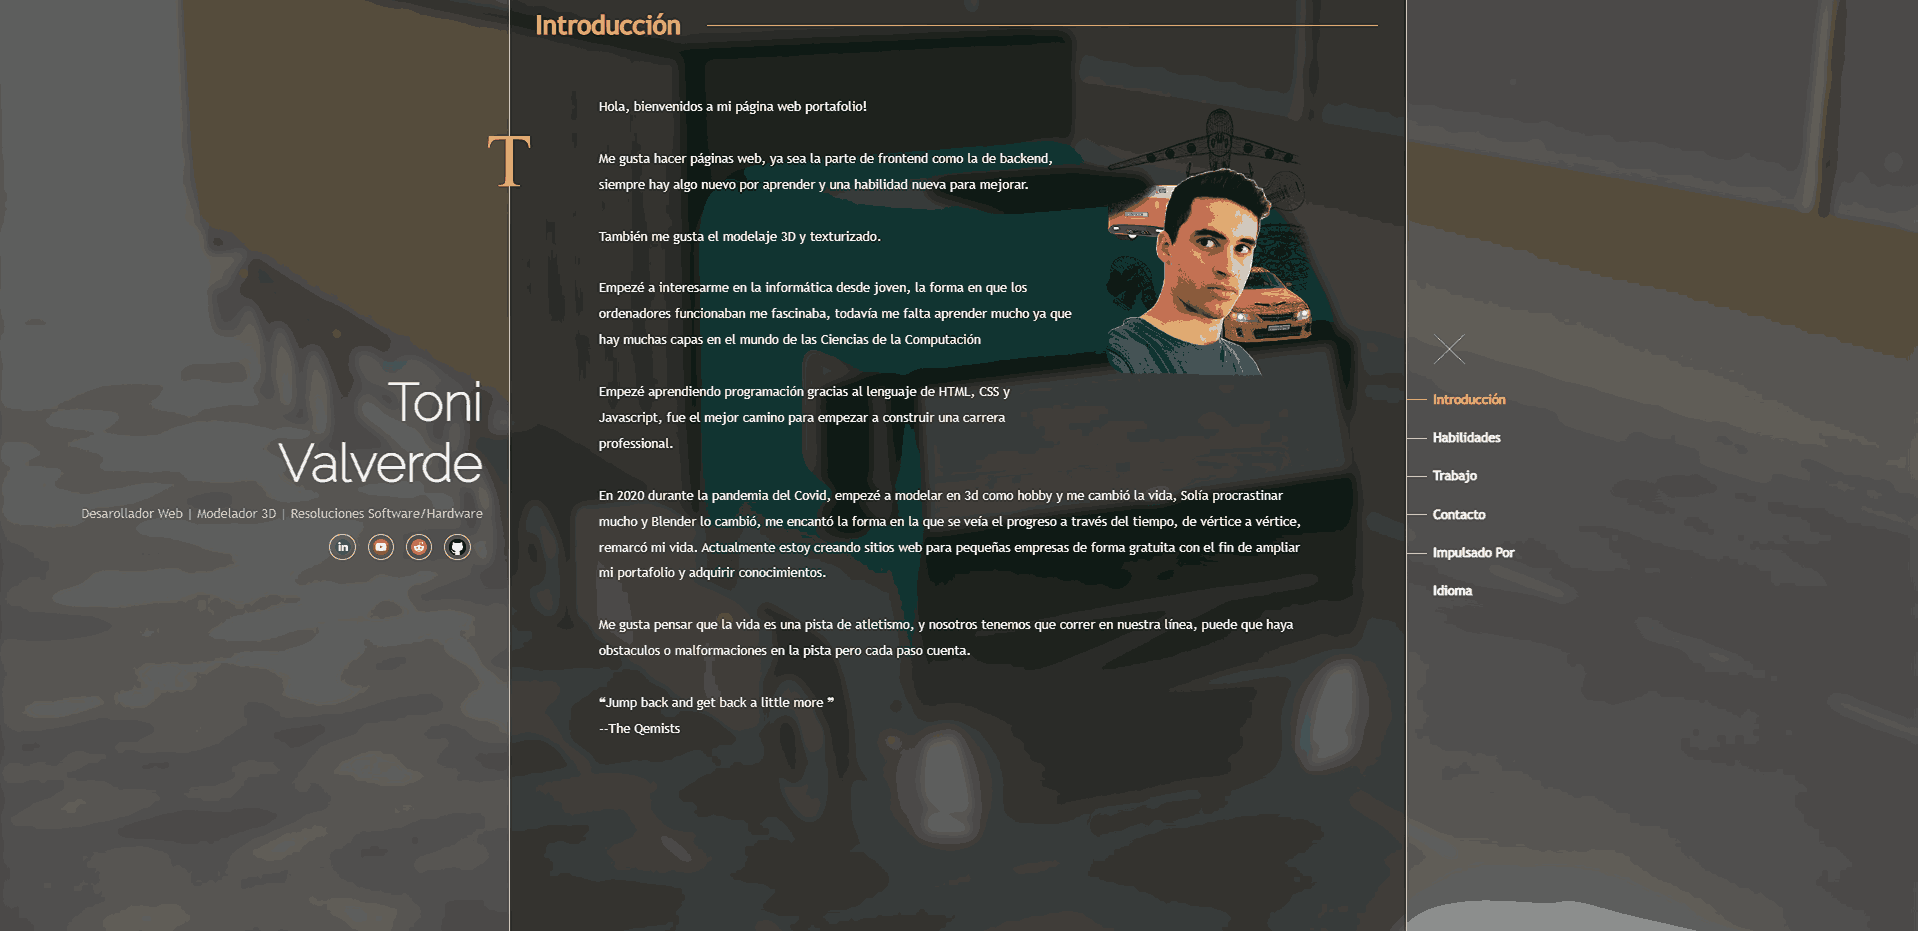 Introducción
T
Toni
Valverde
Desarollador Web | Modelador 3D | Resoluciones Software/Hardware
in
Hola, bienvenidos a mi página web portafolio!
Me gusta hacer páginas web, ya sea la parte de frontend como la de backend,
siempre hay algo nuevo por aprender y una habilidad nueva para mejorar.
También me gusta el modelaje 3D y texturizado.
Empezé a interesarme en la informática desde joven, la forma en que los
ordenadores funcionaban me fascinaba, todavía me falta aprender mucho ya que
hay muchas capas en el mundo de las Ciencias de la Computación
Empezé aprendiendo programación gracias al lenguaje de HTML, CSS y
Javascript, fue el mejor camino para empezar a construir una carrera
professional.
En 2020 durante la pandemia del Covid, empezé a modelar en 3d como hobby y me cambió la vida, Solía procrastinar
mucho y Blender lo cambió, me encantó la forma en la que se veía el progreso a través del tiempo, de vértice a vértice,
remarcó mi vida. Actualmente estoy creando sitios web para pequeñas empresas de forma gratuita con el fin de ampliar
mi portafolio y adquirir conocimientos.
Me gusta pensar que la vida es una pista de atletismo, y nosotros tenemos que correr en nuestra línea, puede que haya
obstaculos o malformaciones en la pista pero cada paso cuenta.
❝Jump back and get back a little more ❞
--The Qemists
Introducción
Habilidades
Trabajo
Contacto
Impulsado Por
Idioma